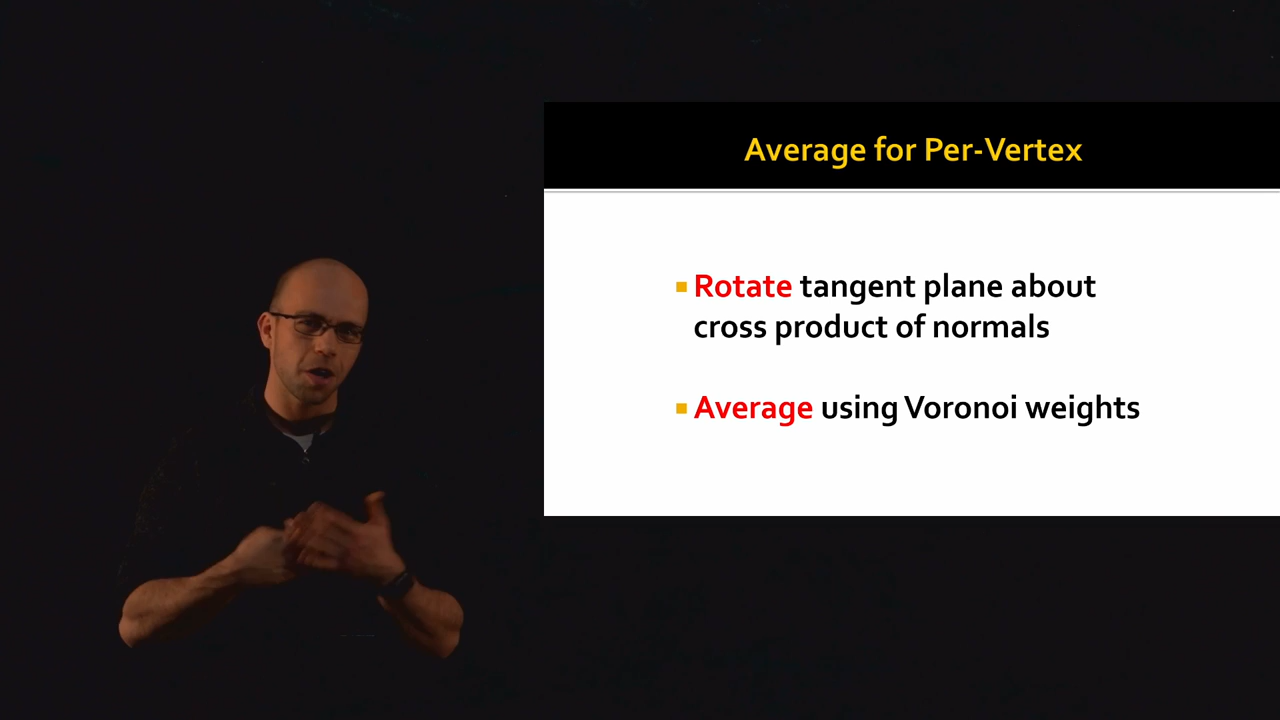 Average for Per-Vertex
Rotate tangent plane about
cross product of normals
Average using Voronoi weights